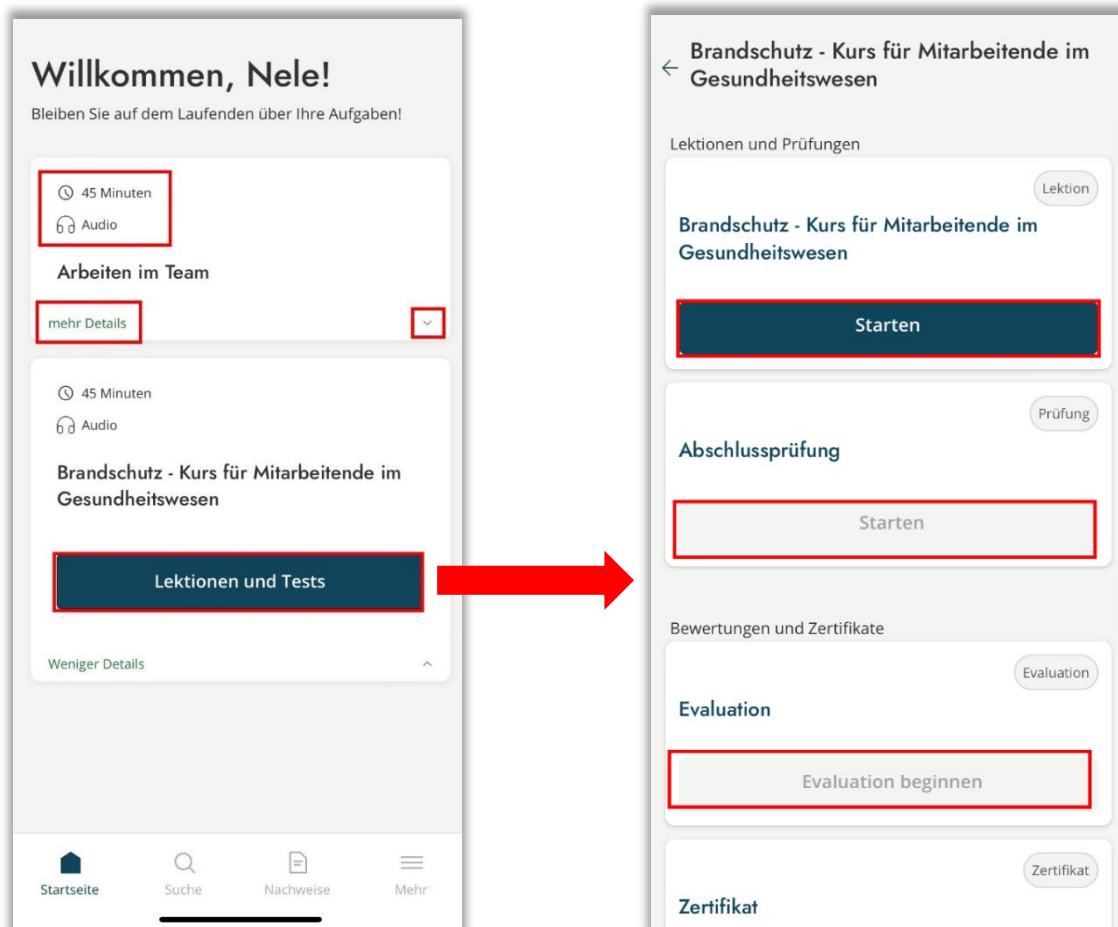 Willkommen, Nele!
Bleiben Sie auf dem Laufenden über Ihre Aufgaben!
45 Minuten
Audio
Arbeiten im Team
mehr Details
45 Minuten
Audio
Brandschutz - Kurs für Mitarbeitende im
Gesundheitswesen
Lektionen und Tests
Weniger Details
Startseite
Suche
Nachweise
Mehr
Brandschutz - Kurs für Mitarbeitende im
Gesundheitswesen
Lektionen und Prüfungen
Lektion
Brandschutz - Kurs für Mitarbeitende im
Gesundheitswesen
Starten
Prüfung
Abschlussprüfung
Starten
Bewertungen und Zertifikate
Evaluation
Evaluation
Evaluation beginnen
Zertifikat
Zertifikat